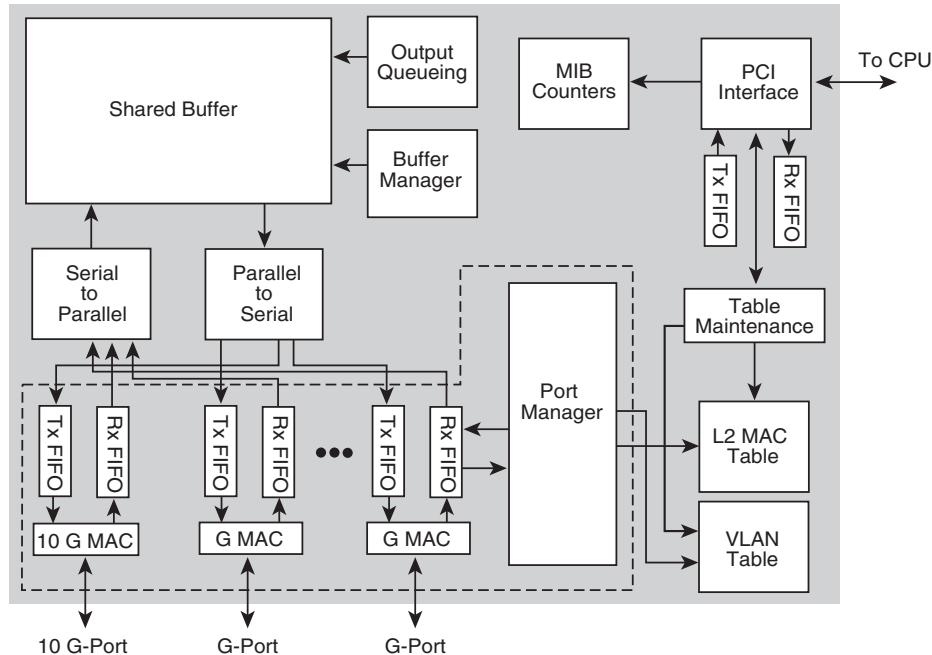 Shared Buffer
Output
Queueing
Buffer
Manager
MIB
Counters
PCI
Interface
To CPU
Tx FIFO
Rx FIFO
Serial
to
Parallel
Parallel
to
Serial
Table
Maintenance
Port
Manager
L2 MAC
Table
VLAN
Table
Tx FIFO
Rx FIFO
Tx FIFO
Rx FIFO
Tx FIFO
Rx FIFO
10 G MAC
G MAC
G MAC
10 G-Port
G-Port
G-Port